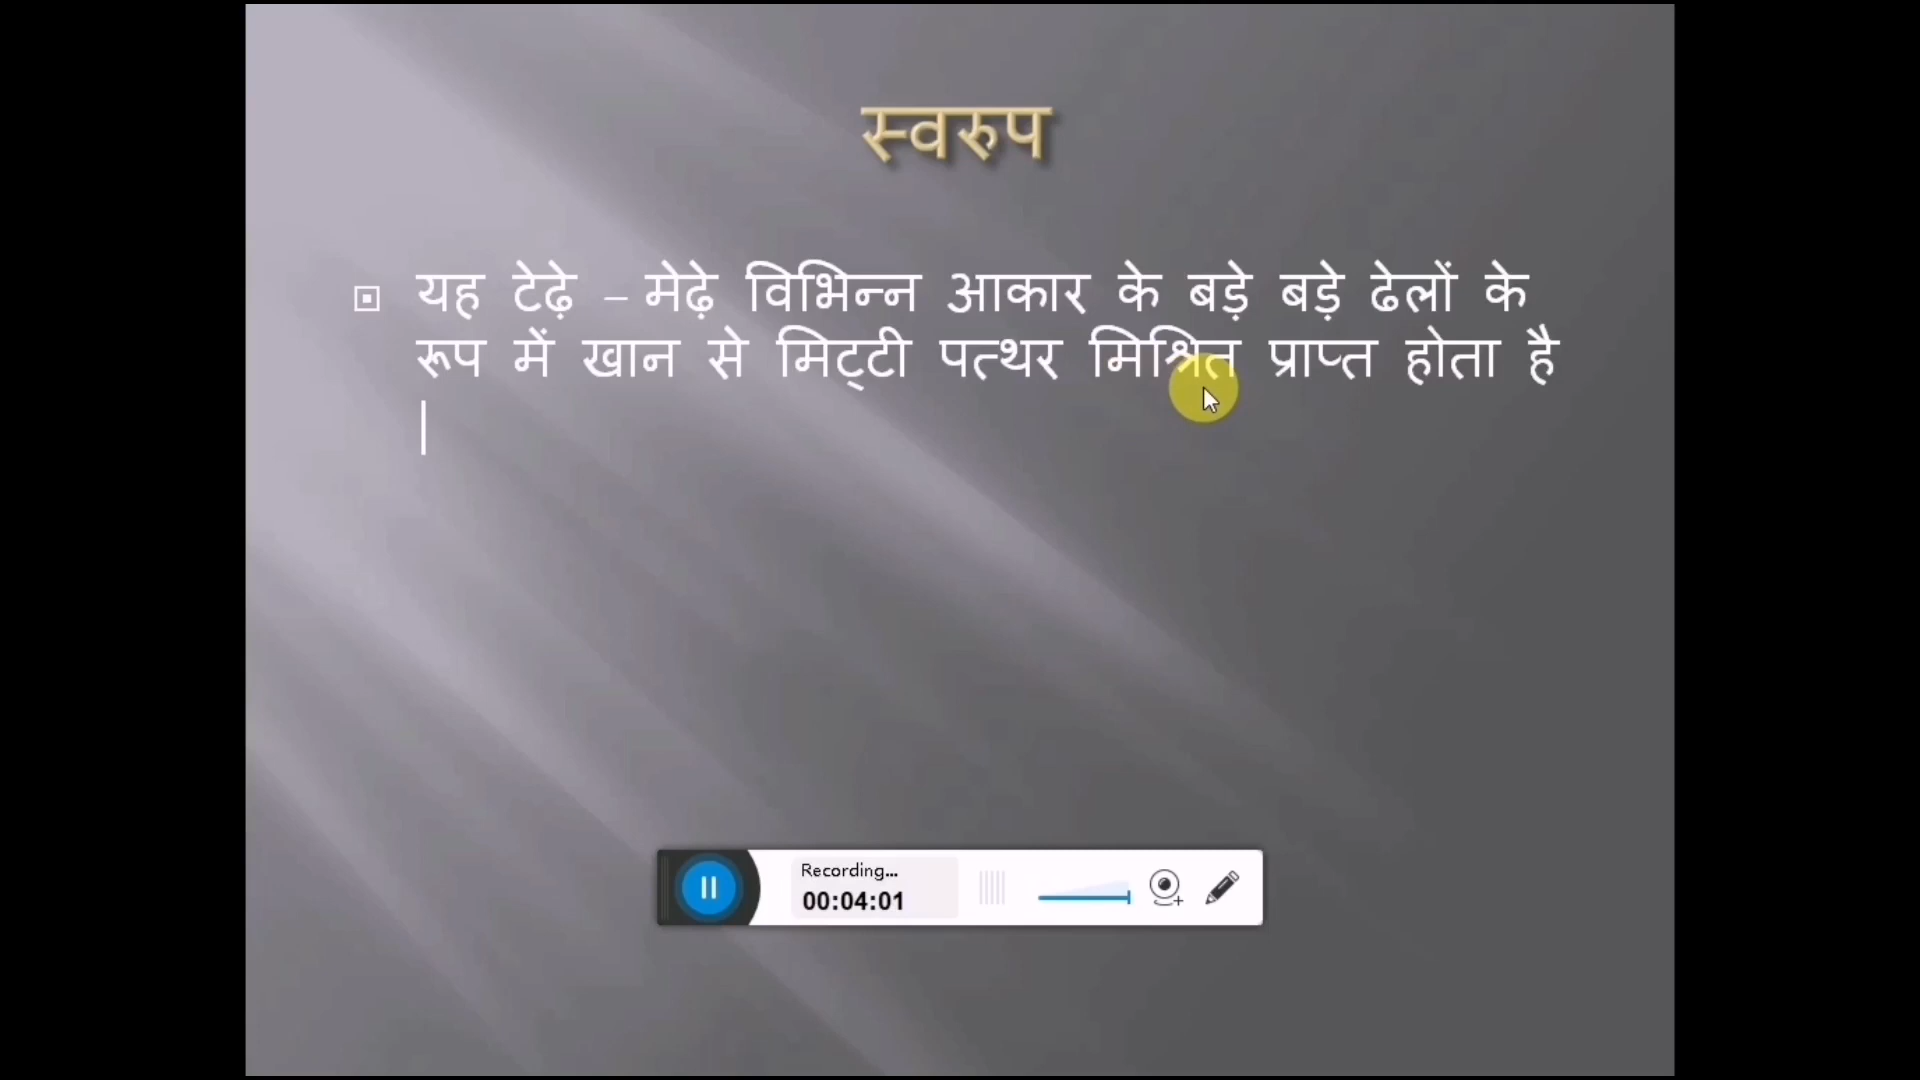 स्वरुप
यह टेढ़े – मेढ़े विभिन्न आकार के बड़े बड़े ढेलों के
रूप में खान से मिट्टी पत्थर मिश्रित प्राप्त होता है
|
Recording...
00:04:01